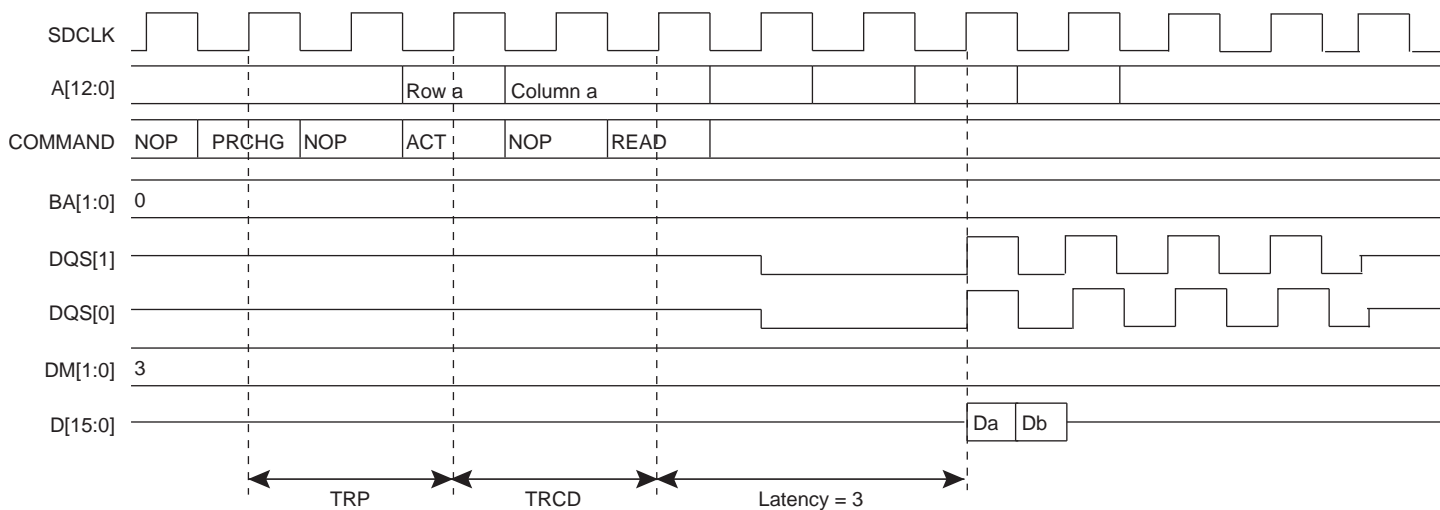 SDCLK
A[12:0] Row a Column a
COMMAND NOP PRCHG NOP ACT NOP READ
BA[1:0] 0
DQS[1]
DQS[0]
DM[1:0] 3
D[15:0] Da Db
TRP TRCD Latency = 3